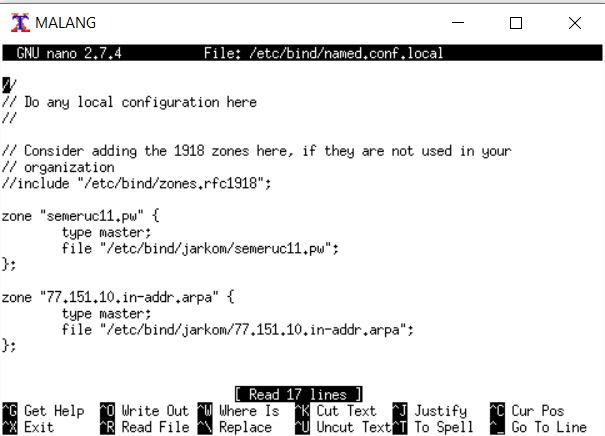 MALANG
GNU nano 2.7.4 File: /etc/bind/named.conf.local
//
// Do any local configuration here
//
// Consider adding the 1918 zones here, if they are not used in your
// organization
//include "/etc/bind/zones.rfc1918";
zone "semeruc11.pw" {
type master;
file "/etc/bind/jarkom/semeruc11.pw";
};
zone "77.151.10.in-addr.arpa" {
type master;
file "/etc/bind/jarkom/77.151.10.in-addr.arpa";
};
[ Read 17 lines ]
^G Get Help ^O Write Out ^W Where Is ^K Cut Text ^J Justify ^C Cur Pos
^X Exit ^R Read File ^\ Replace ^U Uncut Text^T To Spell ^_ Go To Line